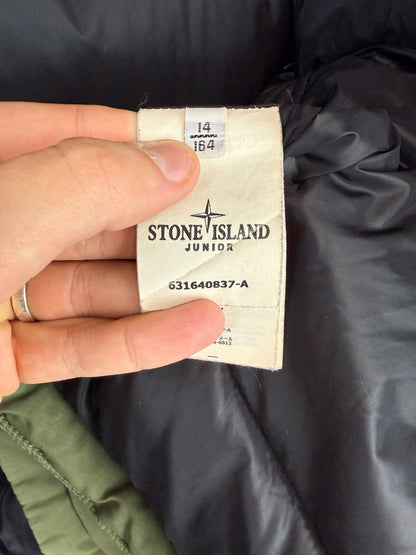 14
164
STONE ISLAND
JUNIOR
631640837-A